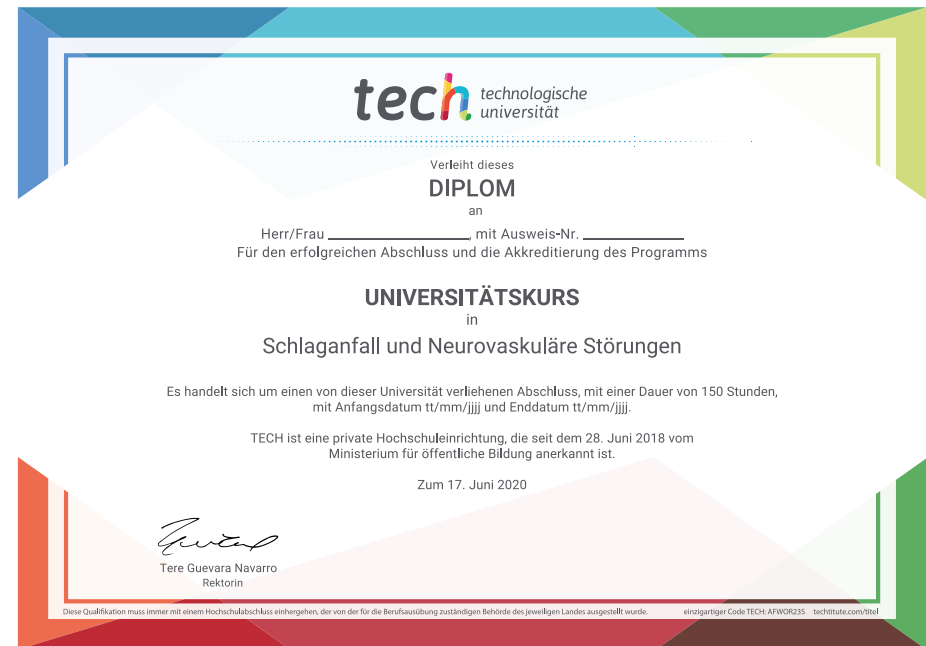 tech technologische
universität
Verleiht dieses
DIPLOM
an
Herr/Frau ____________, mit Ausweis-Nr. ____________
Für den erfolgreichen Abschluss und die Akkreditierung des Programms
UNIVERSITÄTSKURS
in
Schlaganfall und Neurovaskuläre Störungen
Es handelt sich um einen von dieser Universität verliehenen Abschluss, mit einer Dauer von 150 Stunden,
mit Anfangsdatum tt/mm/jjjj und Enddatum tt/mm/jjjj.
TECH ist eine private Hochschuleinrichtung, die seit dem 28. Juni 2018 vom
Ministerium für öffentliche Bildung anerkannt ist.
Zum 17. Juni 2020
Tere Guevara Navarro
Rektorin
Diese Qualifikation muss immer mit einem Hochschulabschluss einhergehen, der von der für die Berufsausübung zuständigen Behörde des jeweiligen Landes ausgestellt wurde. einzigartiger Code TECH: AFWOR23S techtitute.com/titel